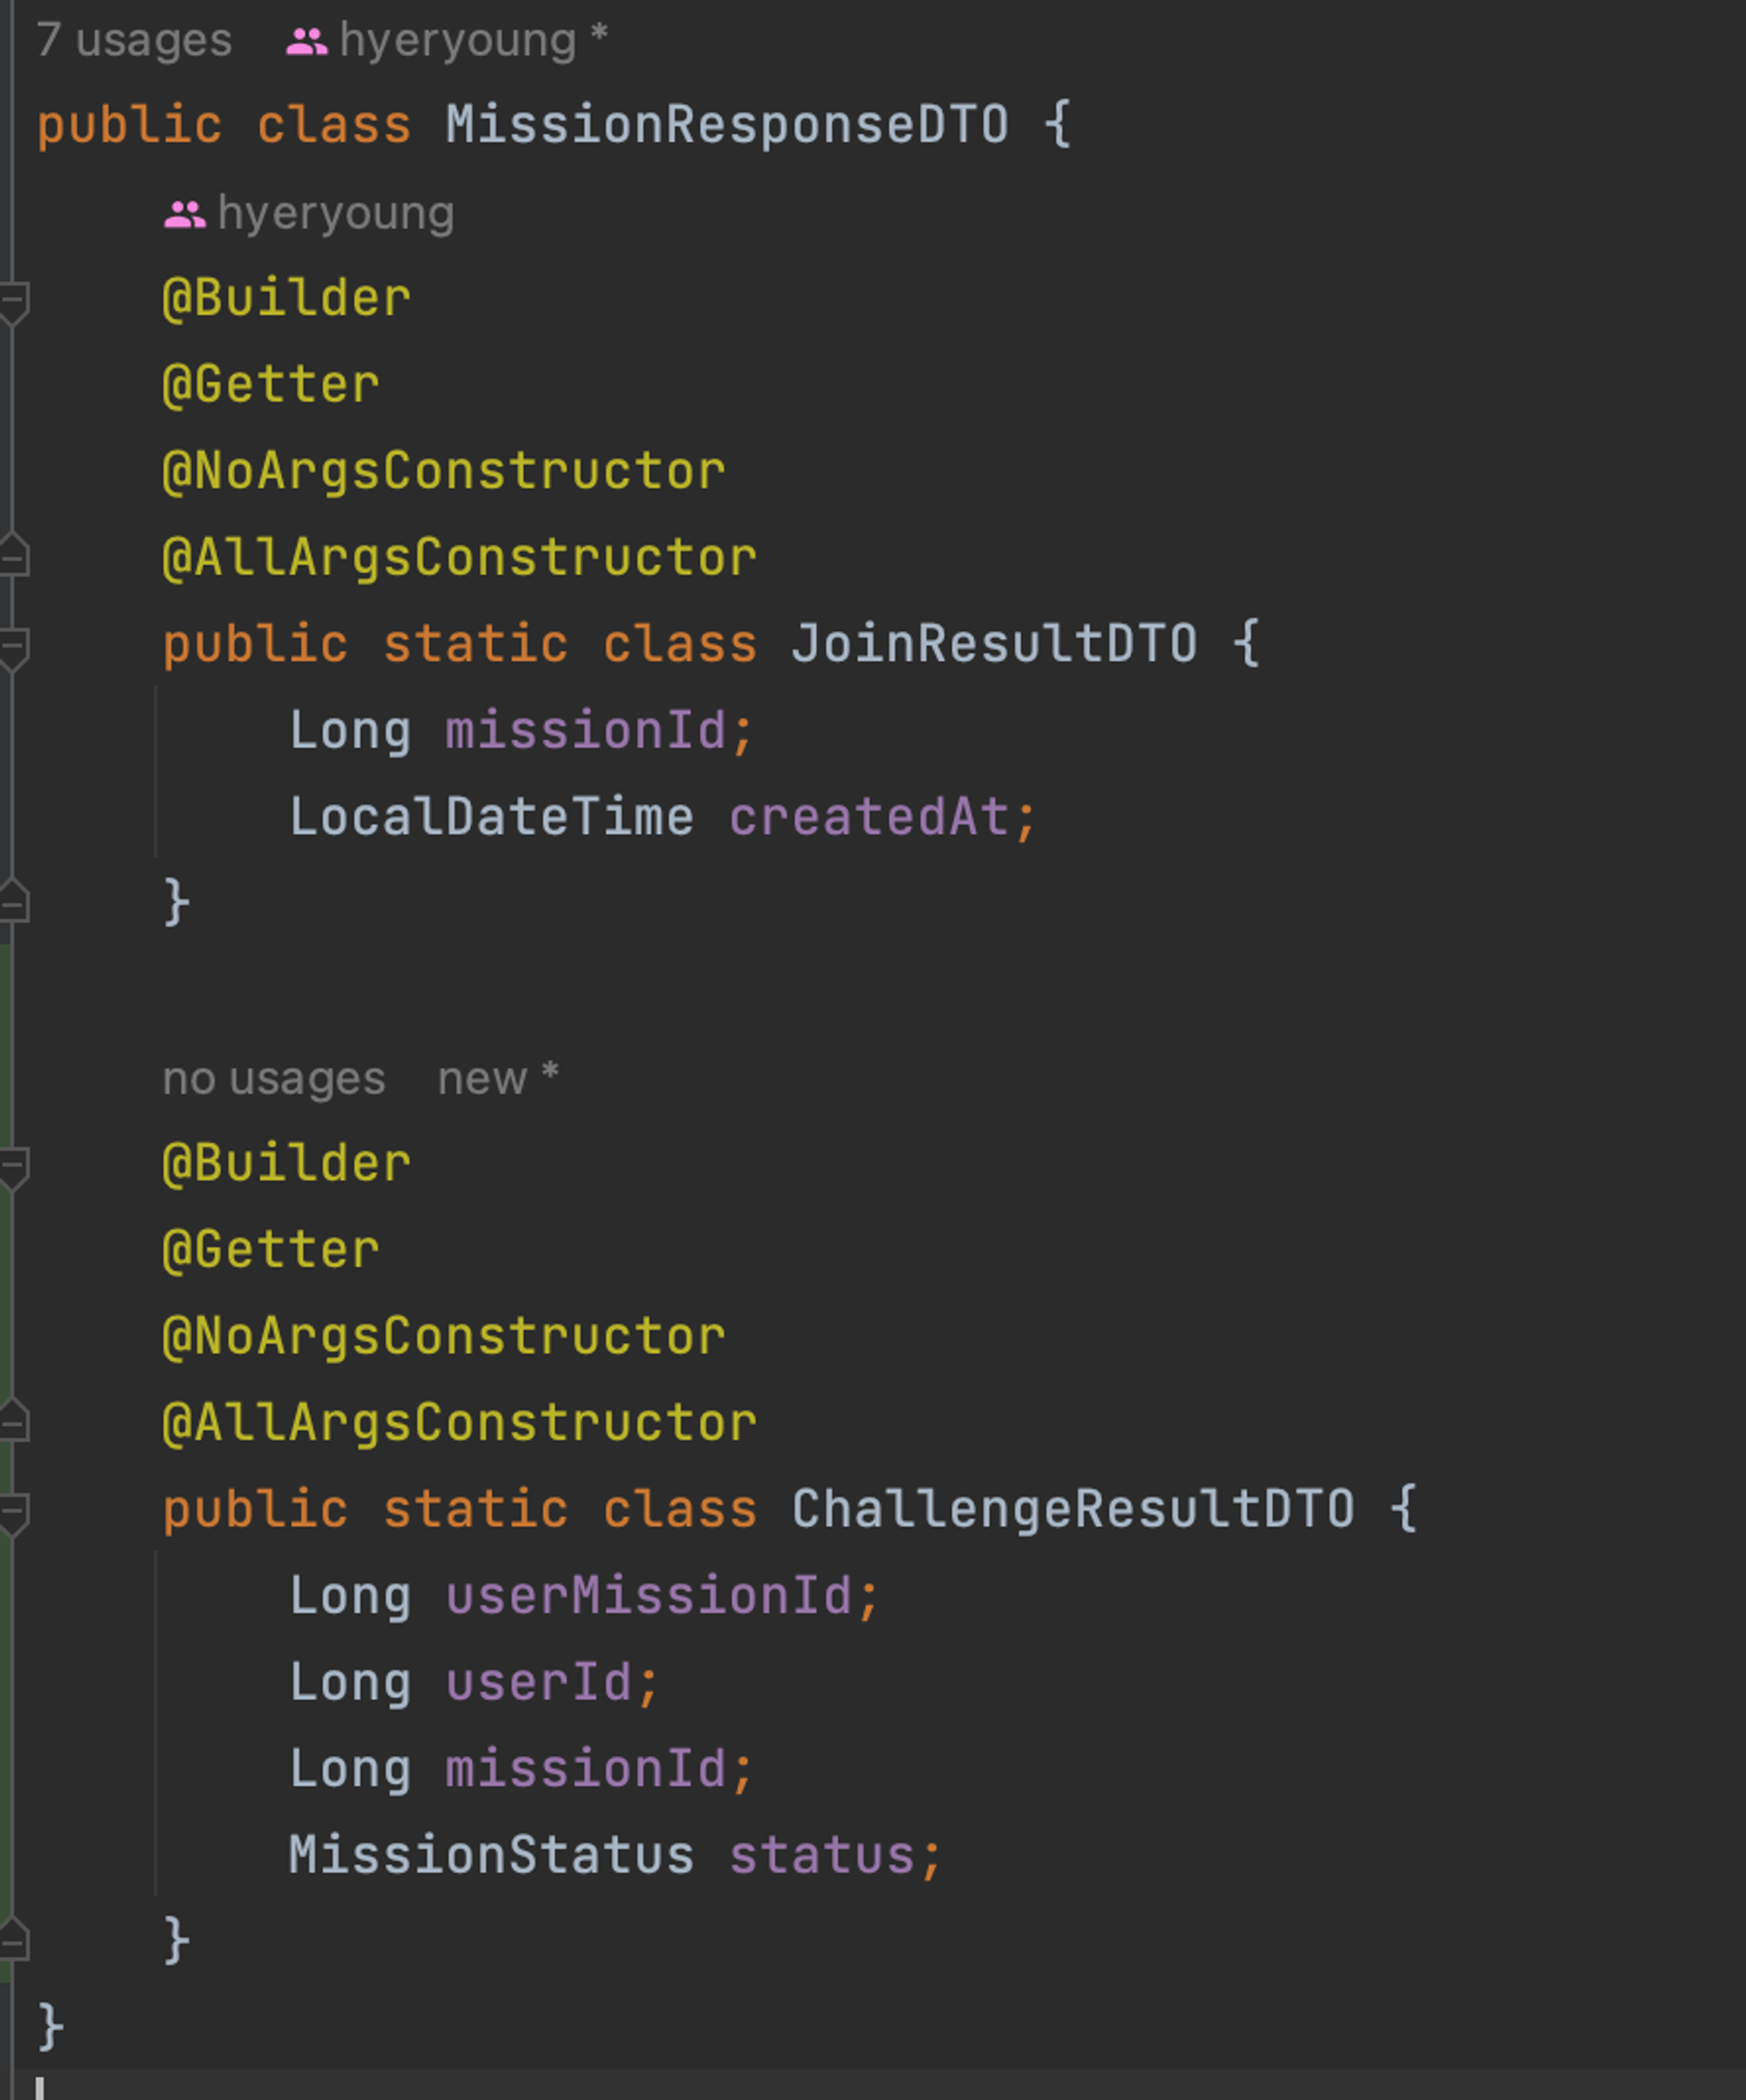 7 usages hyeryoung *
public class MissionResponseDTO {
hyeryoung
@Builder
@Getter
@NoArgsConstructor
@AllArgsConstructor
public static class JoinResultDTO {
Long missionId;
LocalDateTime createdAt;
}
no usages new *
@Builder
@Getter
@NoArgsConstructor
@AllArgsConstructor
public static class ChallengeResultDTO {
Long userMissionId;
Long userId;
Long missionId;
MissionStatus status;
}
}